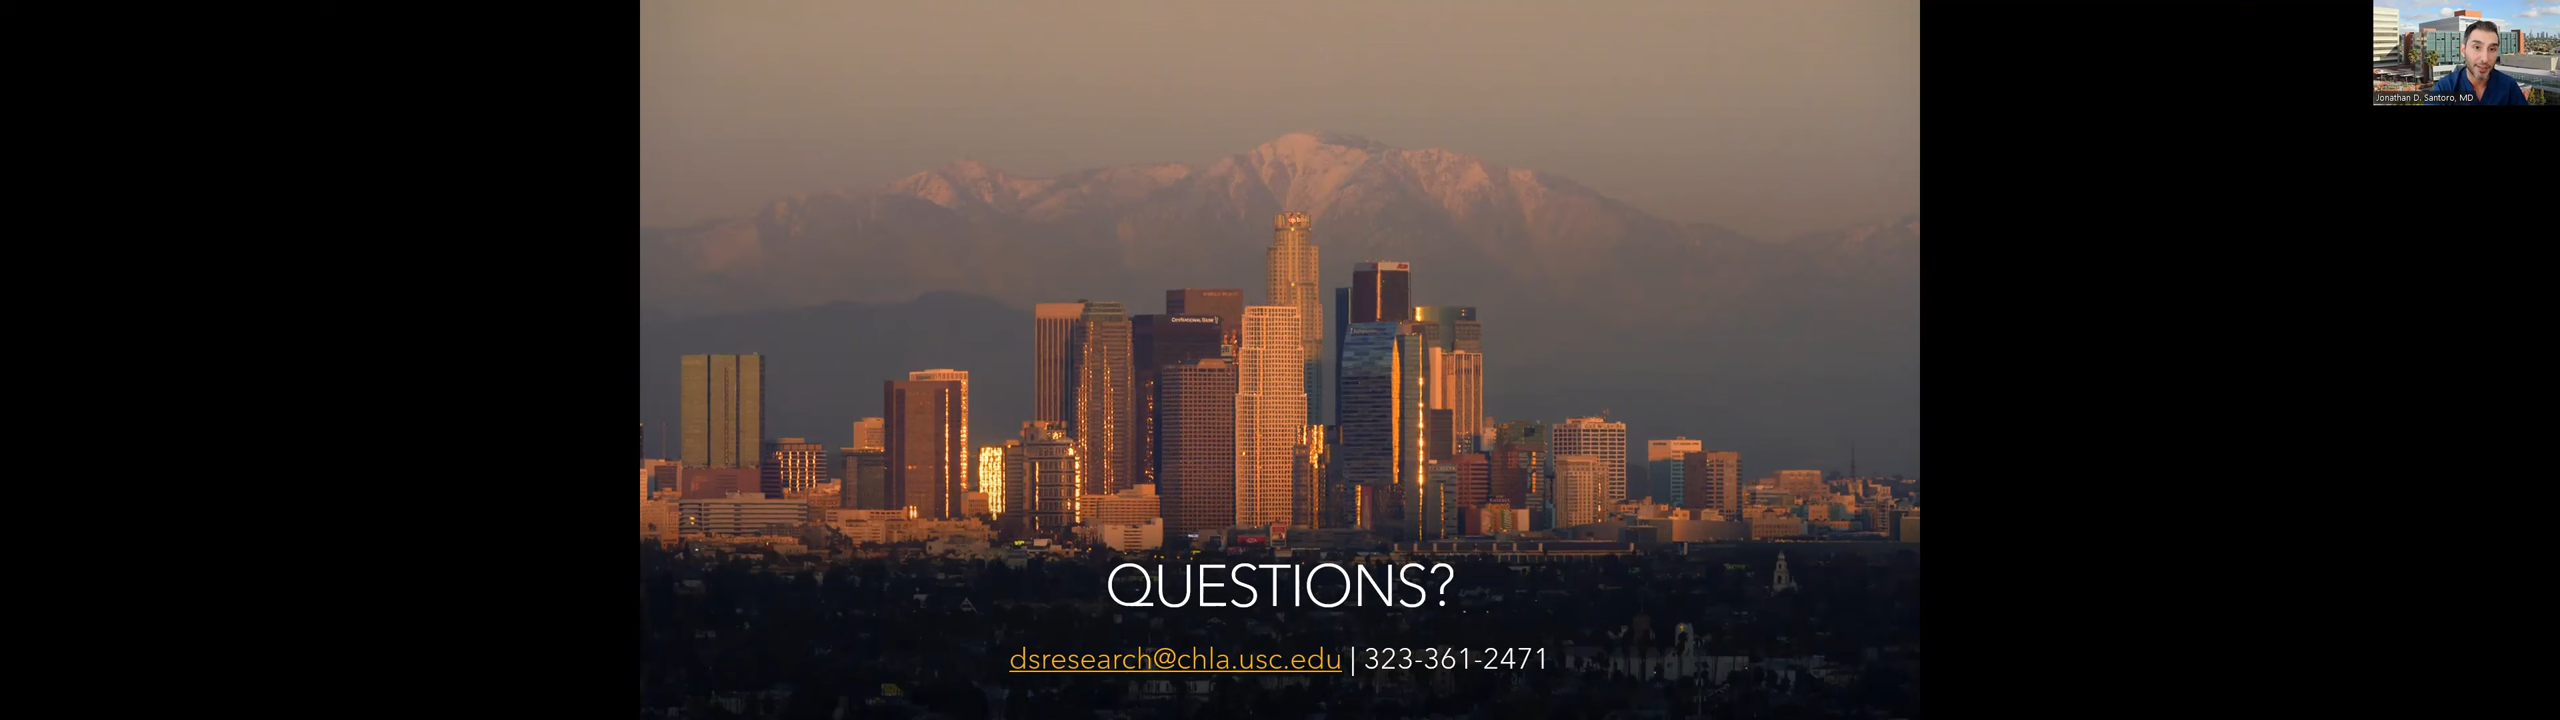 Jonathan D. Santoro, MD
QUESTIONS?
dsresearch@chla.usc.edu | 323-361-2471